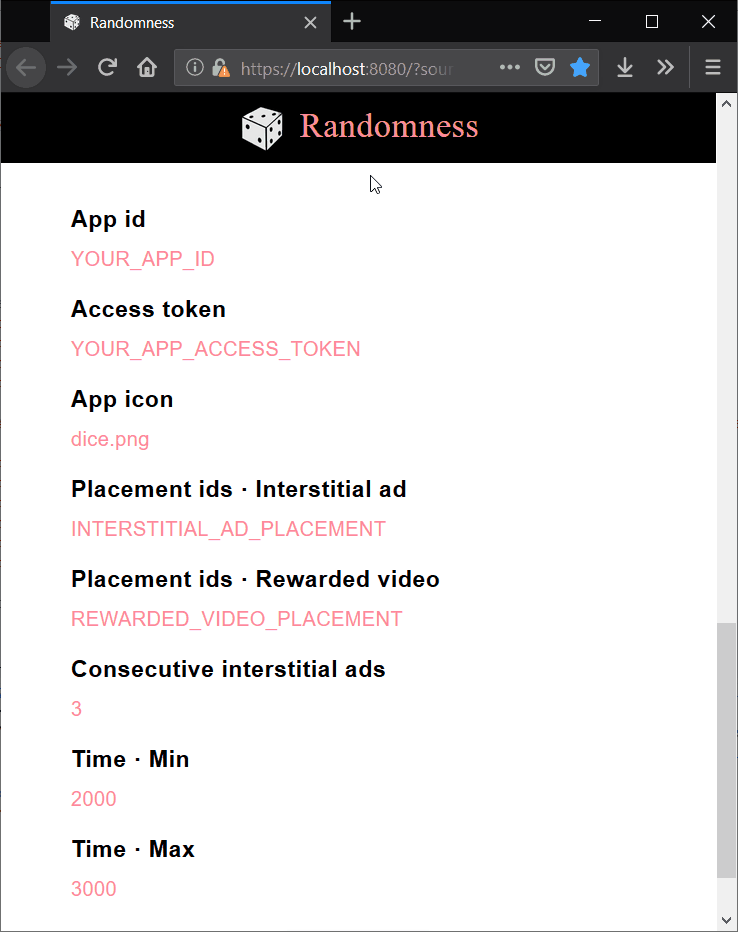 Randomness
https://localhost:8080/?sour
Randomness
App id
YOUR_APP_ID
Access token
YOUR_APP_ACCESS_TOKEN
App icon
dice.png
Placement ids · Interstitial ad
INTERSTITIAL_AD_PLACEMENT
Placement ids · Rewarded video
REWARDED_VIDEO_PLACEMENT
Consecutive interstitial ads
3
Time · Min
2000
Time · Max
3000